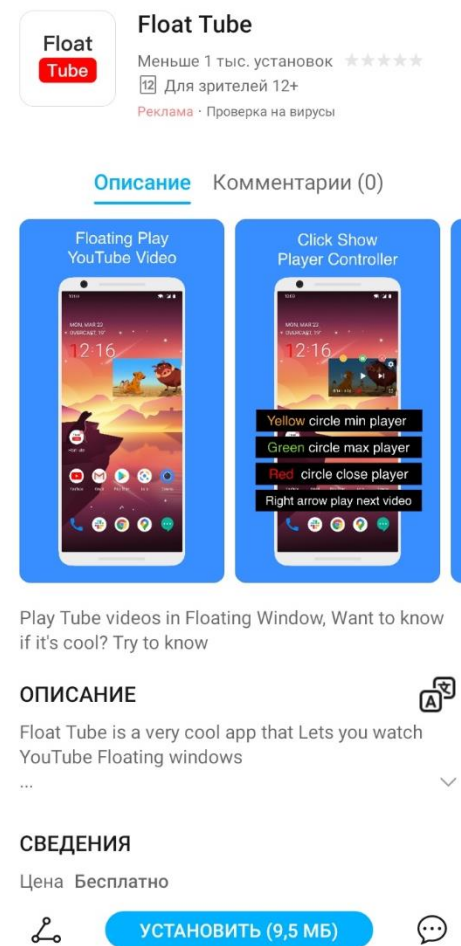 Float
Tube
Float Tube
Меньше 1 тыс. установок
12 Для зрителей 12+
Реклама · Проверка на вирусы
Описание Комментарии (0)
Floating Play
YouTube Video
12:16
Click Show
Player Controller
12:16
Yellow circle min player
Green circle max player
Red circle close player
Right arrow play next video
Play Tube videos in Floating Window, Want to know
if it's cool? Try to know
ОПИСАНИЕ
Float Tube is a very cool app that Lets you watch
YouTube Floating windows
...
СВЕДЕНИЯ
Цена Бесплатно
УСТАНОВИТЬ (9,5 МБ)